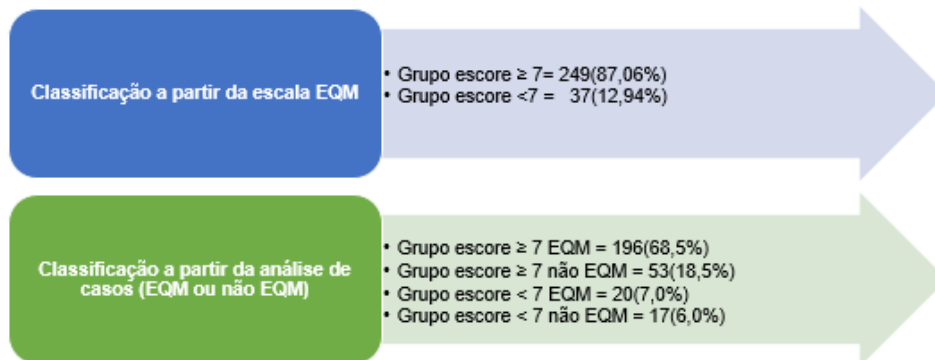 Classificação a partir da escala EQM
• Grupo escore ≥ 7= 249(87,06%)
• Grupo escore <7 = 37(12,94%)
Classificação a partir da análise de
casos (EQM ou não EQM)
• Grupo escore ≥ 7 EQM = 196(68,5%)
• Grupo escore ≥ 7 não EQM = 53(18,5%)
• Grupo escore < 7 EQM = 20(7,0%)
• Grupo escore < 7 não EQM = 17(6,0%)